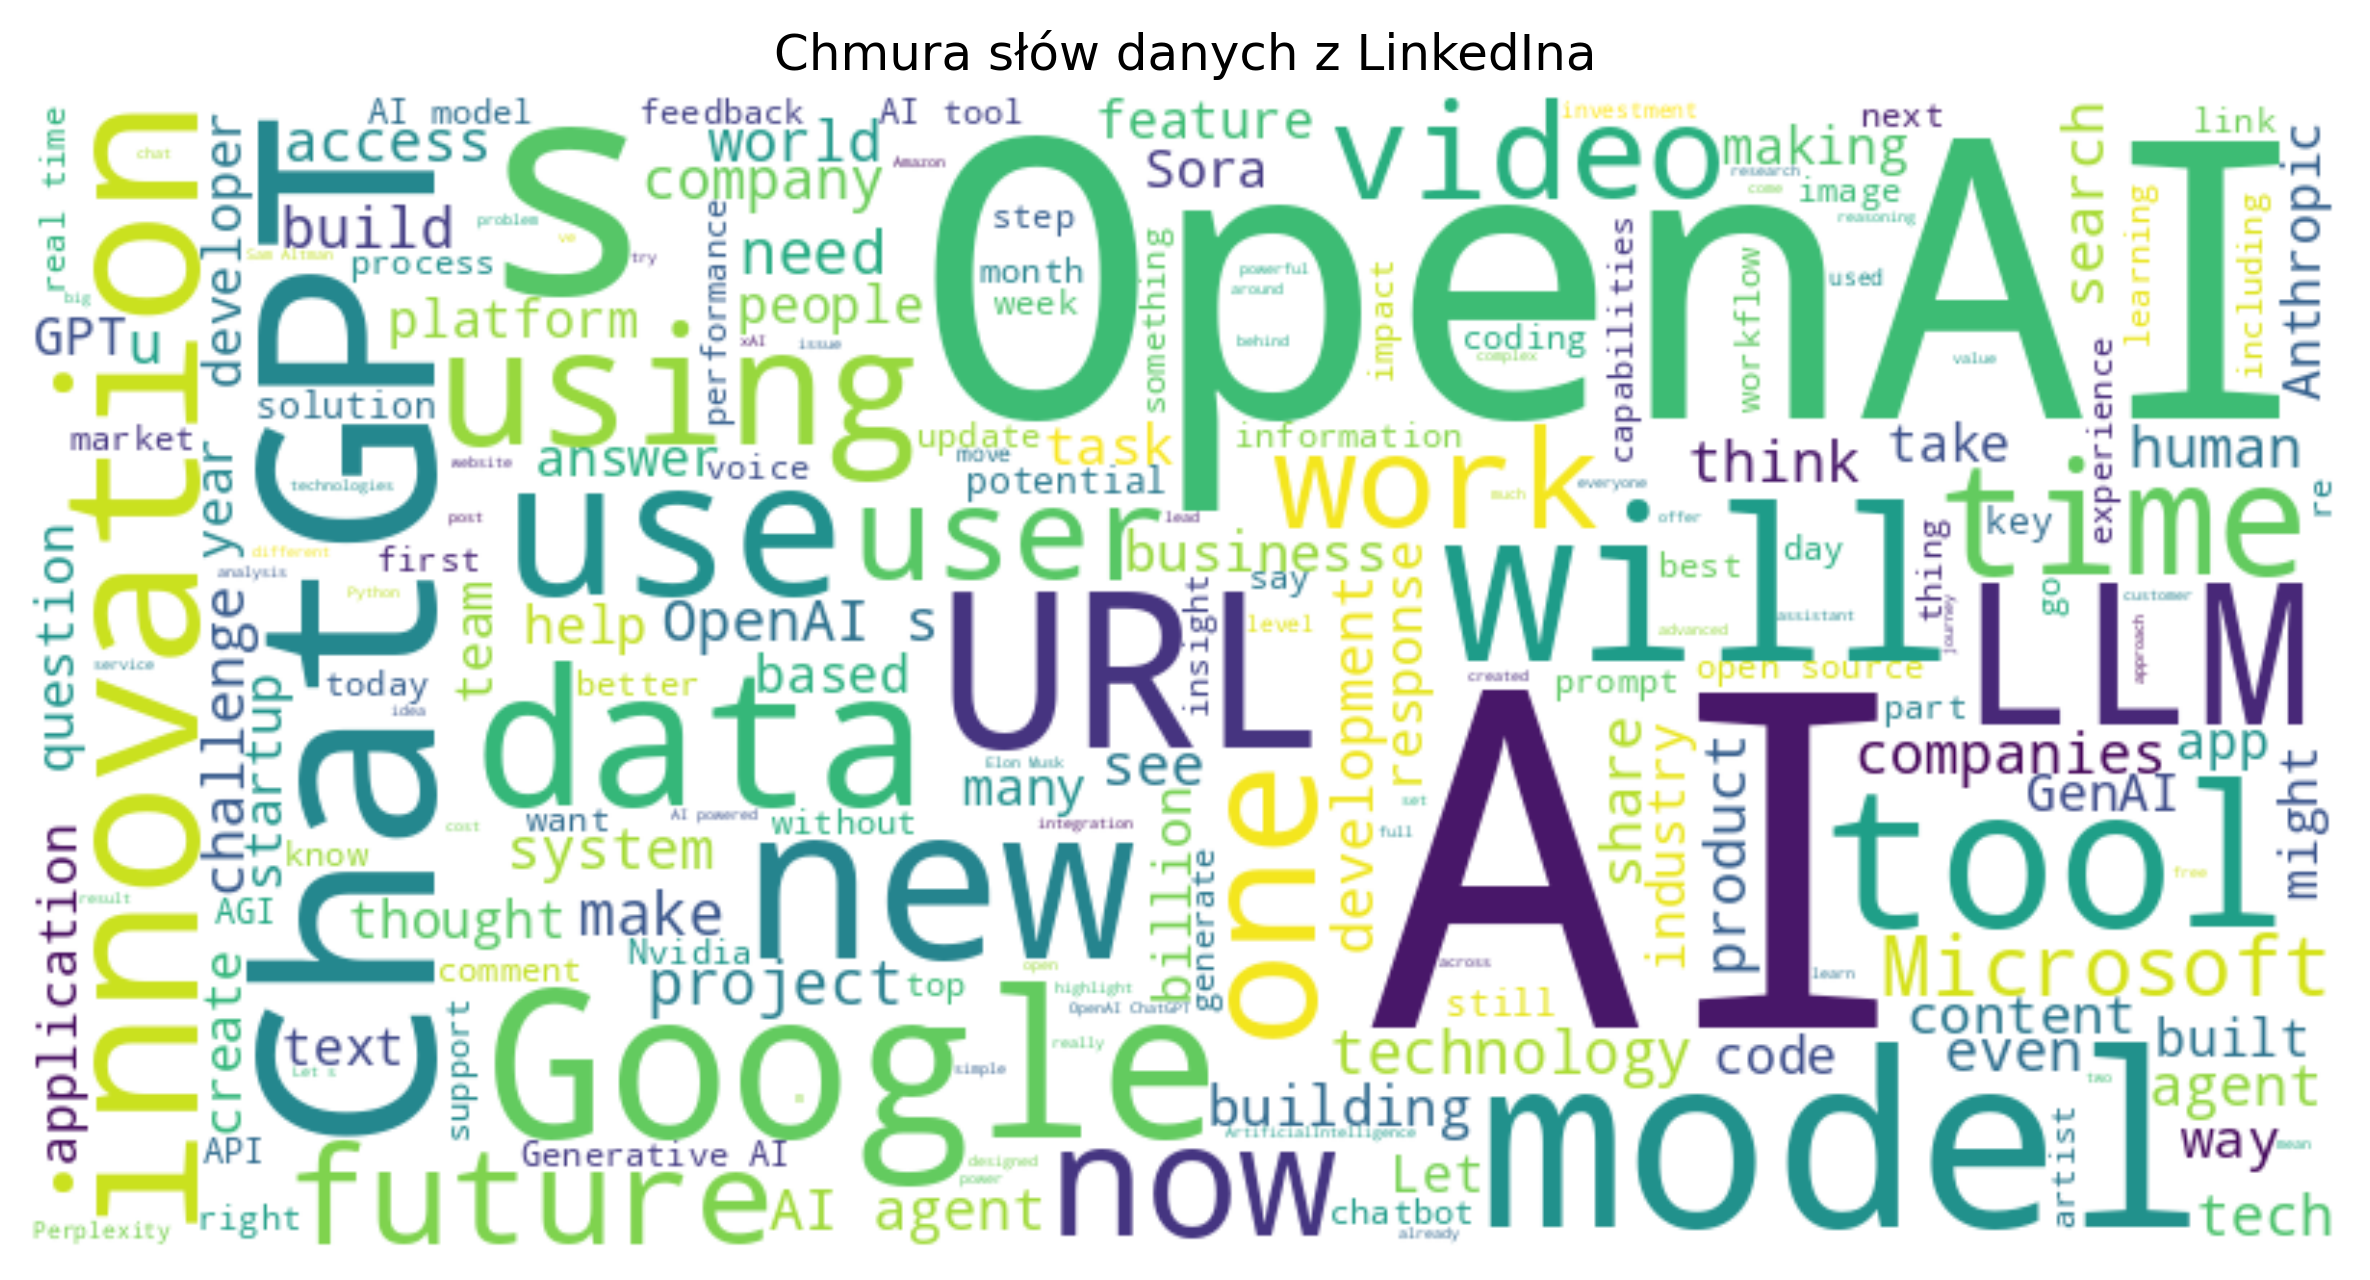 Chmura słów danych z LinkedIna
real time
chat
innovation
developer
AI model
access
ChatGPT
s
feedback
AI tool
world
company
Amazon
feature
Sora
video
investment
making
next
research
come
image
reasoning
search
link
Anthropic
learning
including
build
problem
ve
Sam Altman
process
try
need
performance
step
month
week
OpenAI
something
powerful
around
behind
impact
capabilities
coding
complex
workflow
used
value
big
GPT
u
platform
people
xAI
issue
using
solution
market
year
website
answer
voice
update
move
task
potential
information
work
much
everyone
think
take
experience
human
time
re
technologies
post
use
user
lead
business
will
offer
best
day
thing
key
go
question
different
analysis
first
Python
challenge
team
help
OpenAI s
URL
insight
say
level
development
response
advanced
assistant
journey
LLM
customer
approach
service
startup
today
idea
better
based
data
created
prompt
open source
part
companies
app
GenAI
might
see
many
Elon Musk
billion
one
AI
set
full
share
industry
product
tool
free
application
know
cost
want
AI powered
without
integration
system
new
generate
result
AGI
thought
make
Nvidia
comment
project
top
open
highlight
OpenAI ChatGPT
across
still
learn
Microsoft
create
text
Let s
support
Google
simple
really
technology
code
content
even
built
two
agent
API
Generative AI
designed
power
building
ArtificialIntelligence
model
artist
way
mean
Perplexity
right
future
AI agent
now
Let
chatbot
already
tech